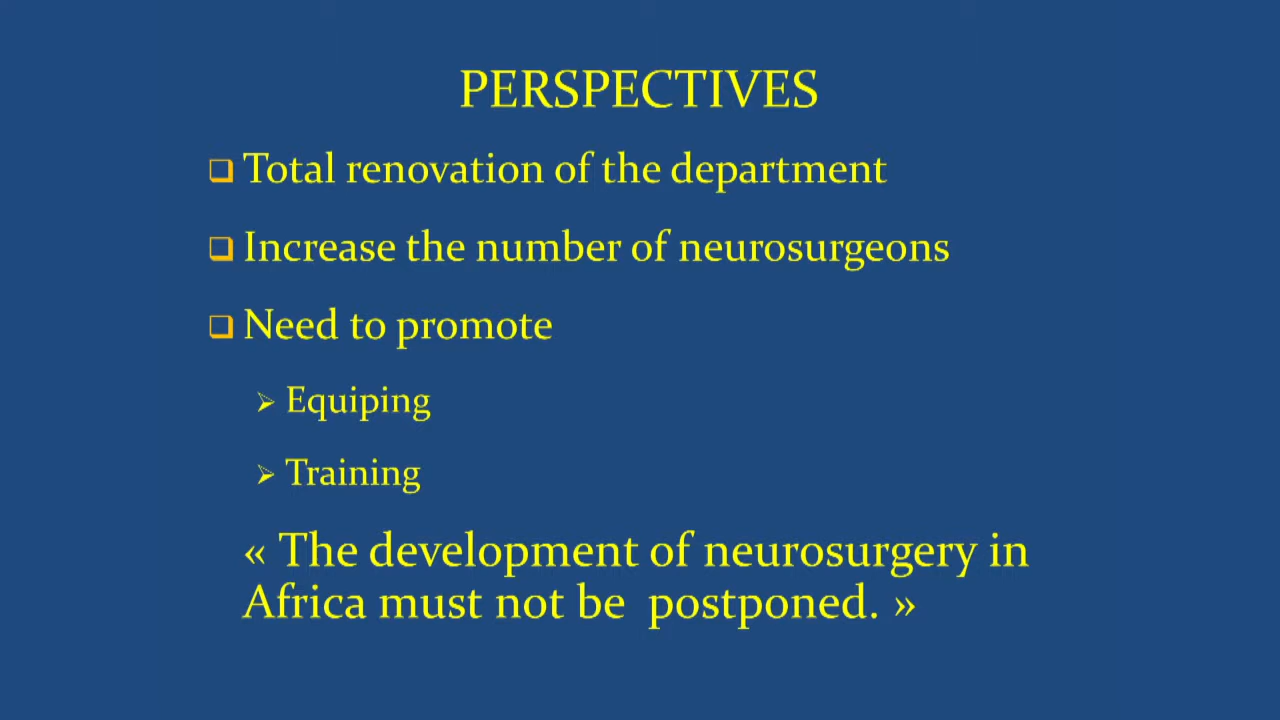 PERSPECTIVES
Total renovation of the department
Increase the number of neurosurgeons
Need to promote
Equiping
Training
« The development of neurosurgery in
Africa must not be postponed. »